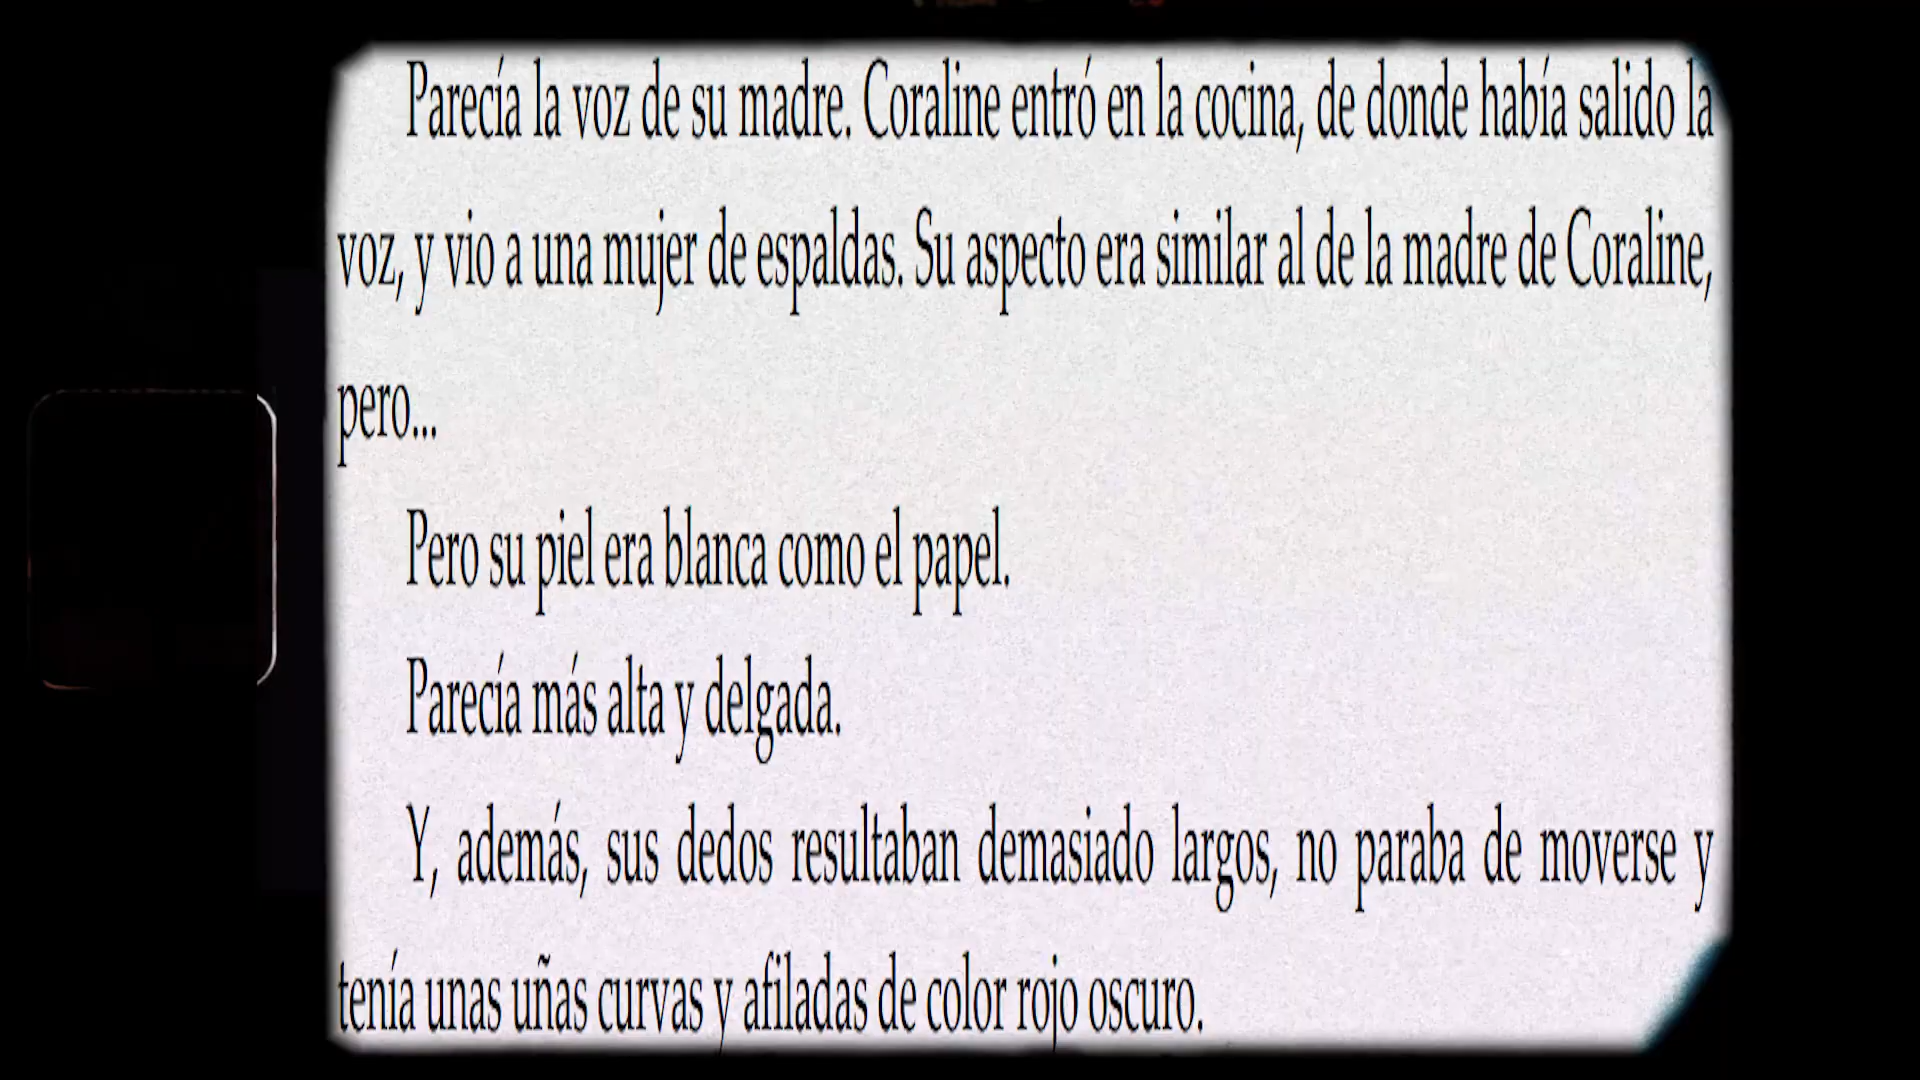 Parecía la voz de su madre. Coraline entró en la cocina, de donde había salido la
voz, y vio a una mujer de espaldas. Su aspecto era similar al de la madre de Coraline,
pero...
Pero su piel era blanca como el papel.
Parecía más alta y delgada.
Y, además, sus dedos resultaban demasiado largos, no paraba de moverse y
tenía unas uñas curvas y afiladas de color rojo oscuro.